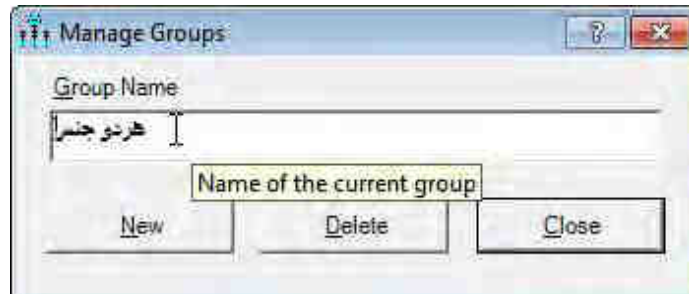 Manage Groups
Group Name
هردو جنس
Name of the current group
New Delete Close